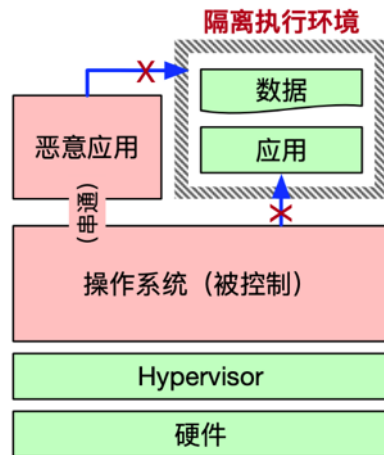 隔离执行环境
数据
恶意应用
应用
(串通)
操作系统（被控制）
Hypervisor
硬件